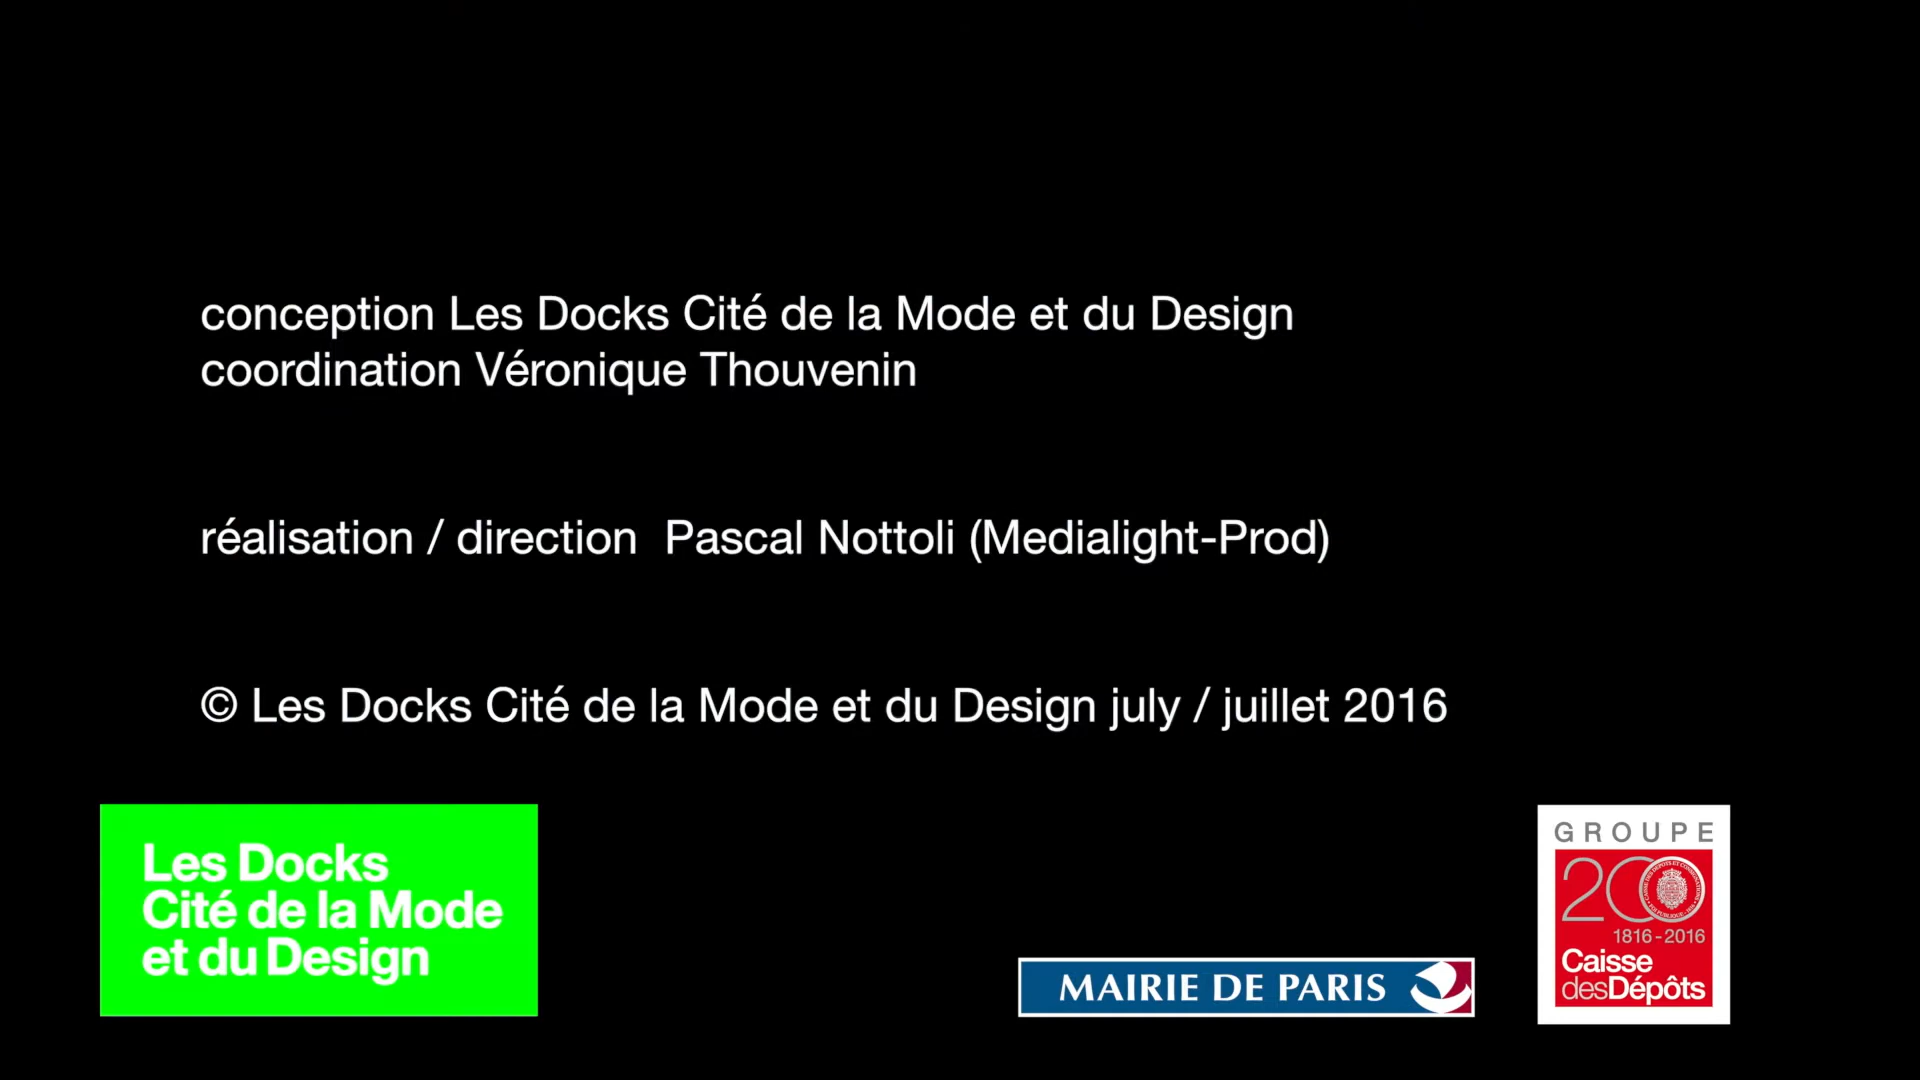 conception Les Docks Cité de la Mode et du Design
coordination Véronique Thouvenin
réalisation / direction  Pascal Nottoli (Medialight-Prod)
© Les Docks Cité de la Mode et du Design july / juillet 2016
Les Docks
Cité de la Mode
et du Design
MAIRIE DE PARIS
GROUPE
200
1816-2016
Caisse
desDépôts